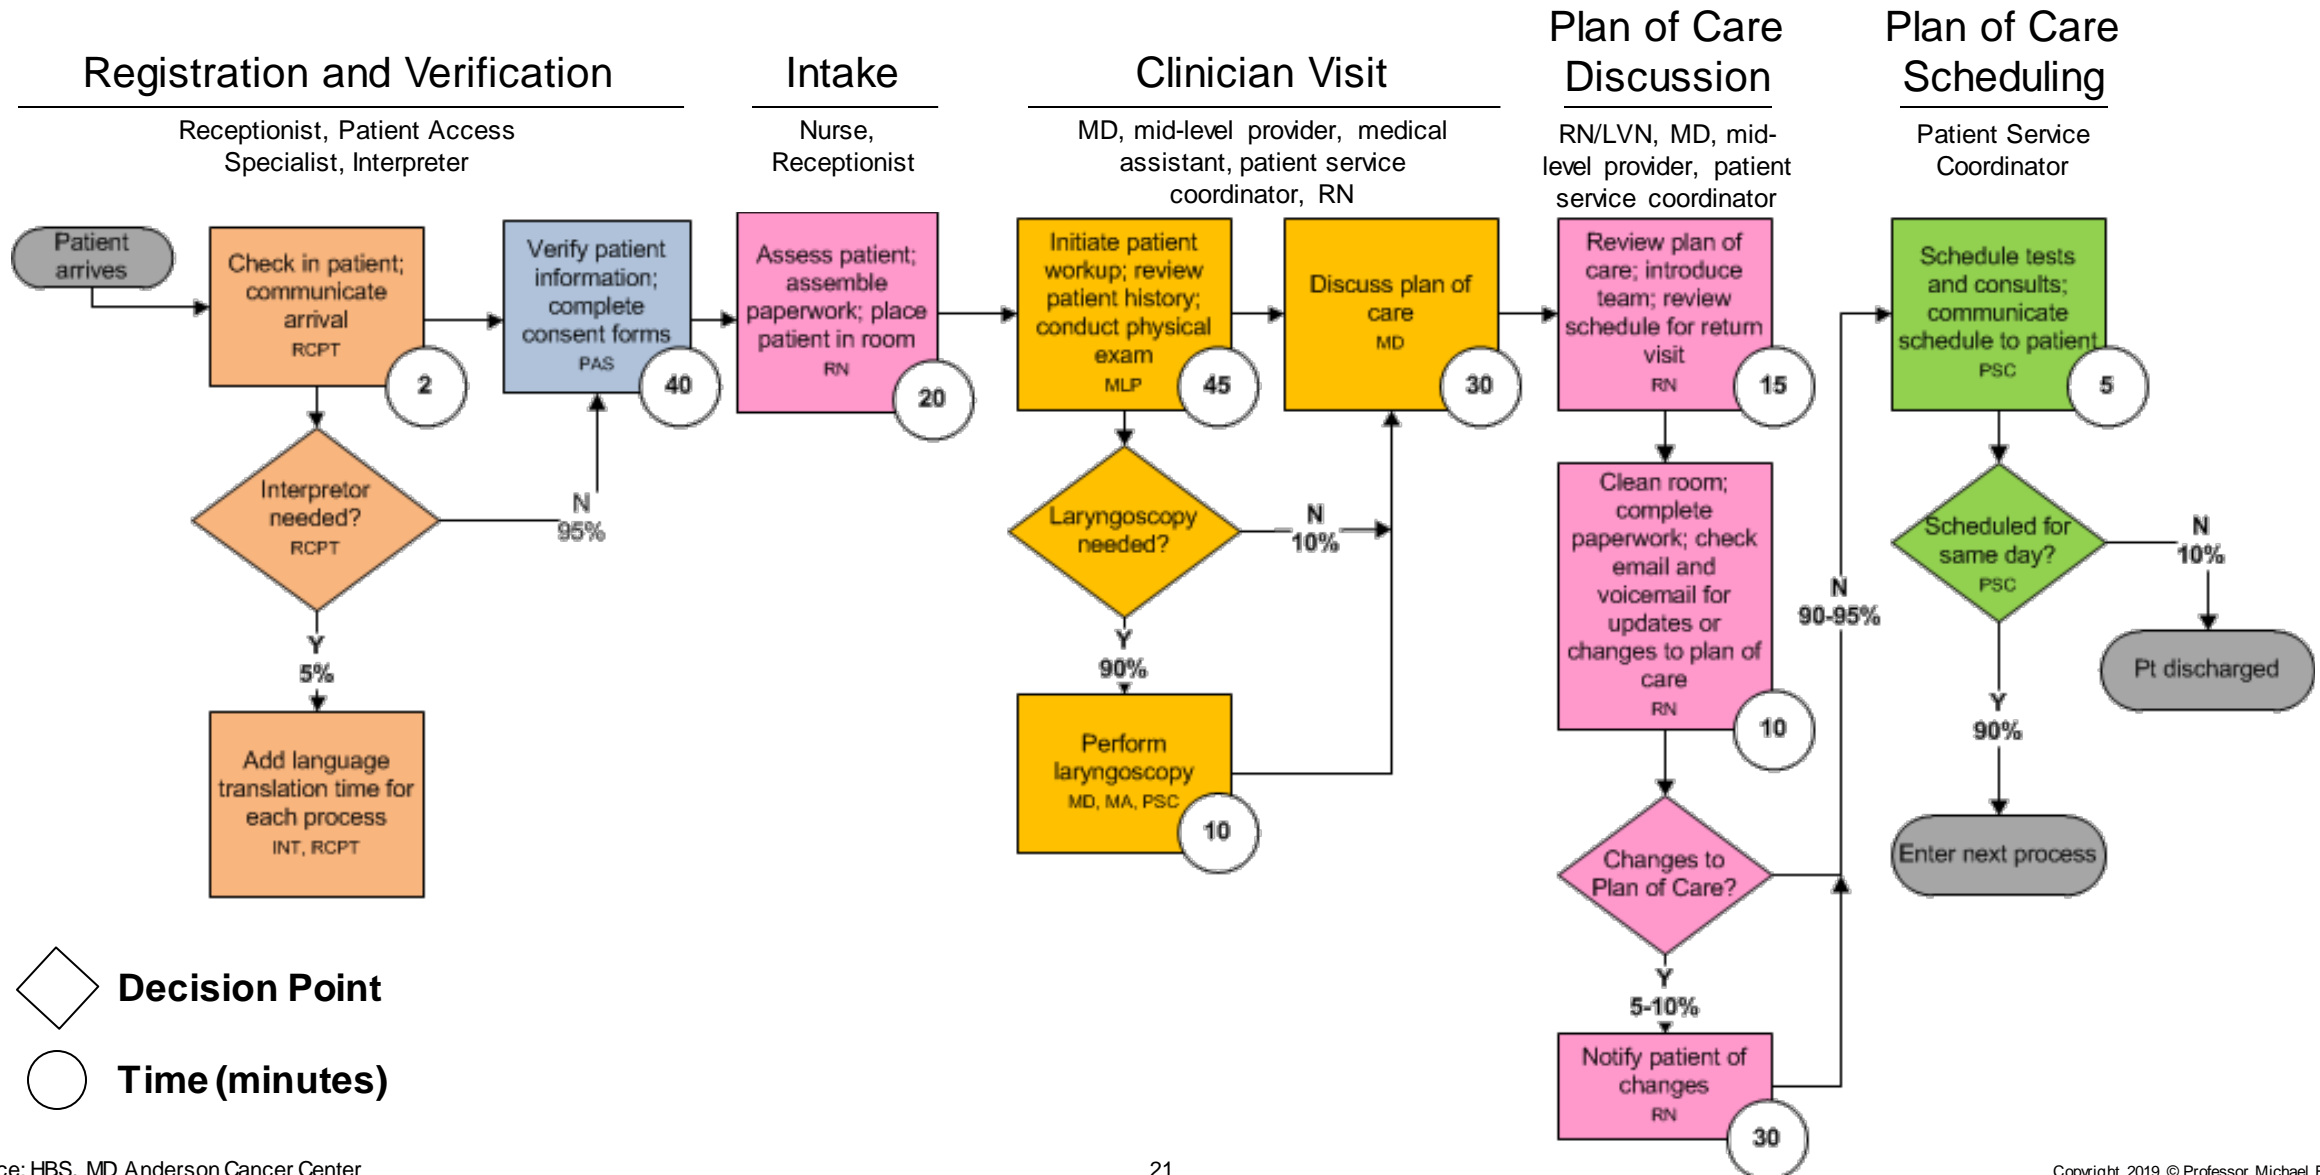 Registration and Verification
Receptionist, Patient Access
Specialist, Interpreter
Intake
Nurse,
Receptionist
Clinician Visit
MD, mid-level provider, medical
assistant, patient service
coordinator, RN
Plan of Care
Discussion
RN/LVN, MD, mid-
level provider, patient
service coordinator
Plan of Care
Scheduling
Patient Service
Coordinator
Patient
arrives
Check in patient;
communicate
arrival
RCPT
2
Interpretor
needed?
RCPT
N
95%
Y
5%
Add language
translation time for
each process
INT, RCPT
Verify patient
information;
complete
consent forms
PAS
40
Assess patient;
assemble
paperwork; place
patient in room
RN
20
Initiate patient
workup; review
patient history;
conduct physical
exam
MLP
45
Laryngoscopy
needed?
N
10%
Y
90%
Perform
laryngoscopy
MD, MA, PSC
10
Discuss plan of
care
MD
30
Review plan of
care; introduce
team; review
schedule for return
visit
RN
15
Clean room;
complete
paperwork; check
email and
voicemail for
updates or
changes to plan of
care
RN
10
Changes to
Plan of Care?
N
90-95%
Y
5-10%
Notify patient of
changes
RN
30
Schedule tests
and consults;
communicate
schedule to patient
PSC
5
Scheduled for
same day?
PSC
N
10%
Pt discharged
Y
90%
Enter next process
Decision Point
Time (minutes)
HBS, MD Anderson Cancer Center
21
Copyright 2019 © Professor Michael